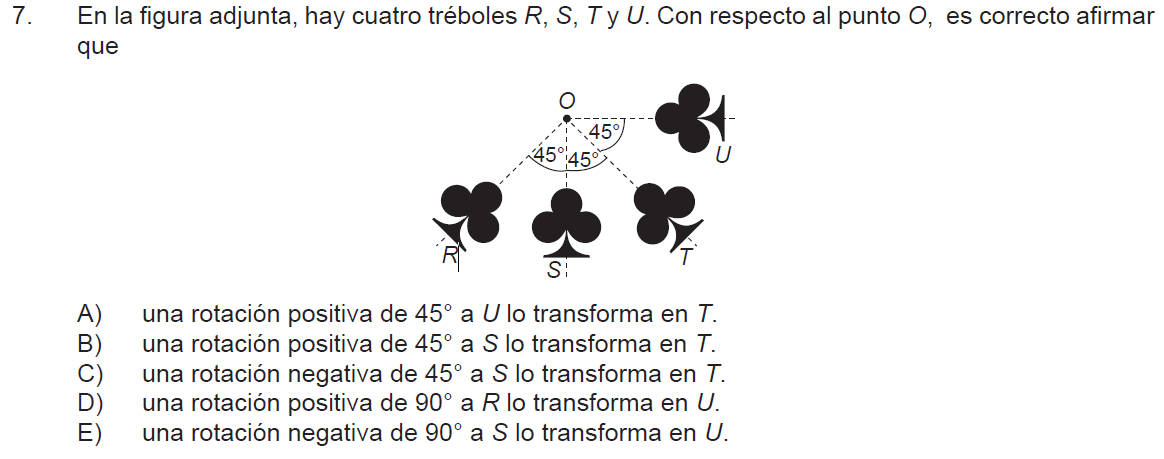 7. En la figura adjunta, hay cuatro tréboles R, S, T y U. Con respecto al punto O, es correcto afirmar
que
O
45°
45° 45°
U
R
S
T
A) una rotación positiva de 45° a U lo transforma en T.
B) una rotación positiva de 45° a S lo transforma en T.
C) una rotación negativa de 45° a S lo transforma en T.
D) una rotación positiva de 90° a R lo transforma en U.
E) una rotación negativa de 90° a S lo transforma en U.